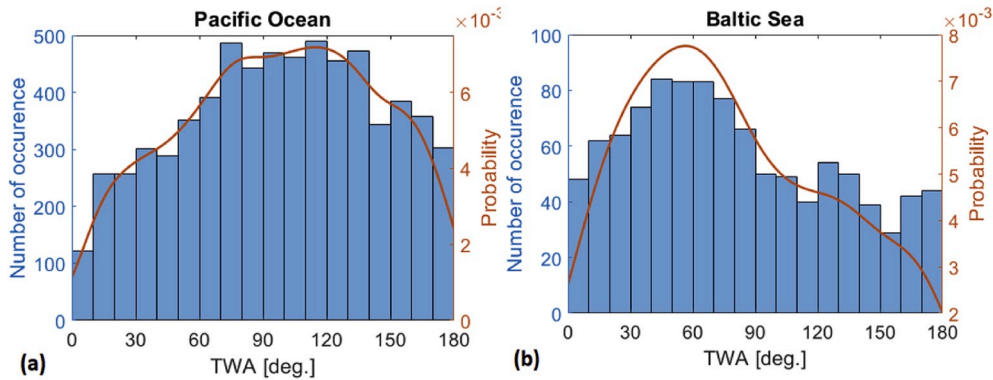 Pacific Ocean
×10⁻³
500
400
300
200
100
0
Number of occurence
6
4
2
0
Probability
0 30 60 90 120 150 180
TWA [deg.]
(a)
Baltic Sea
×10⁻³
100
80
60
40
20
0
Number of occurence
8
7
6
5
4
3
2
Probability
0 30 60 90 120 150 180
TWA [deg.]
(b)